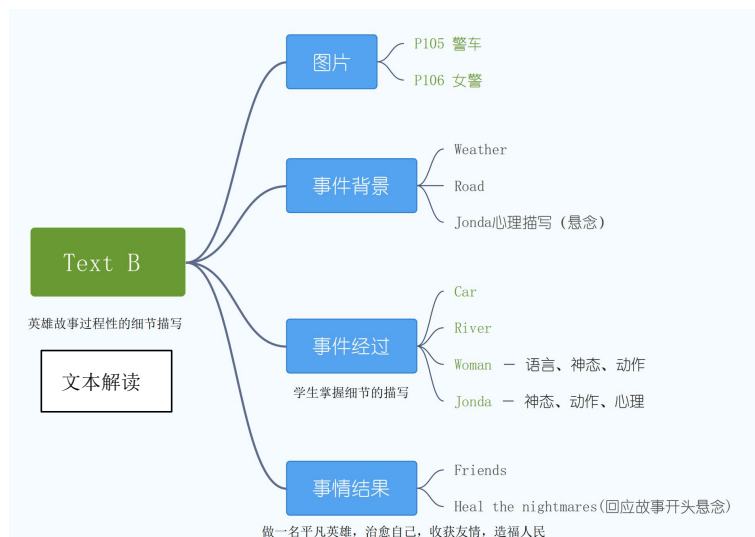 图片
P105 警车
P106 女警
事件背景
Weather
Road
Jonda心理描写（悬念）
Text B
英雄故事过程性的细节描写
文本解读
事件经过
学生掌握细节的描写
Car
River
Woman — 语言、神态、动作
Jonda — 神态、动作、心理
事情结果
Friends
Heal the nightmares(回应故事开头悬念)
做一名平凡英雄，治愈自己，收获友情，造福人民